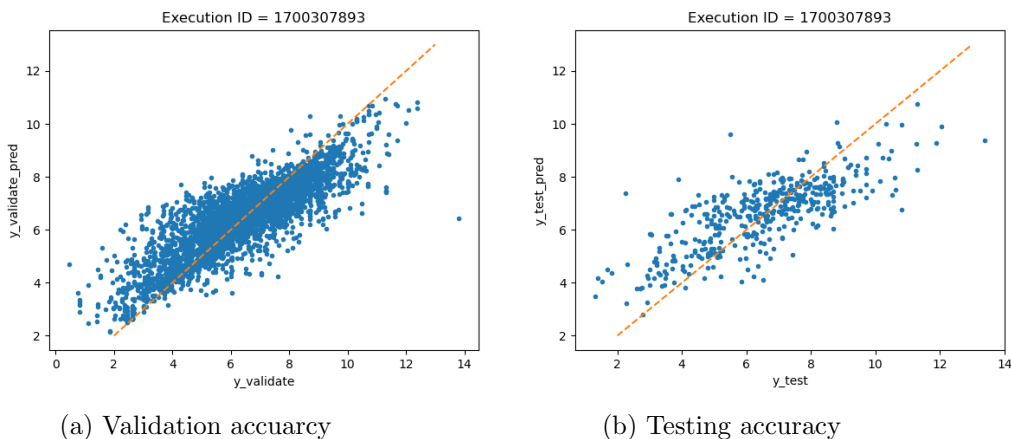 Execution ID = 1700307893
12
10
8
6
4
2
y_validate_pred
0 2 4 6 8 10 12 14
y_validate
(a) Validation accuarcy
Execution ID = 1700307893
12
10
8
6
4
2
y_test_pred
2 4 6 8 10 12 14
y_test
(b) Testing accuracy